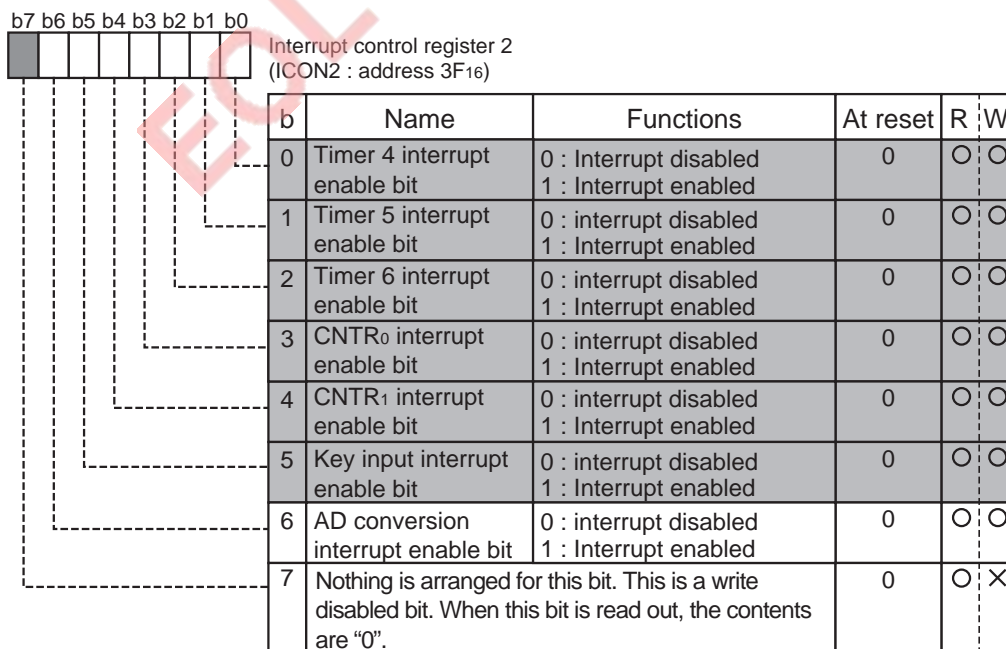 b7 b6 b5 b4 b3 b2 b1 b0
Interrupt control register 2
(ICON2 : address 3F16)
b Name Functions At reset R W
0 Timer 4 interrupt enable bit 0 : Interrupt disabled 0 O O
1 : Interrupt enabled
1 Timer 5 interrupt enable bit 0 : interrupt disabled 0 O O
1 : Interrupt enabled
2 Timer 6 interrupt enable bit 0 : interrupt disabled 0 O O
1 : Interrupt enabled
3 CNTR0 interrupt enable bit 0 : interrupt disabled 0 O O
1 : Interrupt enabled
4 CNTR1 interrupt enable bit 0 : interrupt disabled 0 O O
1 : Interrupt enabled
5 Key input interrupt enable bit 0 : interrupt disabled 0 O O
1 : Interrupt enabled
6 AD conversion interrupt enable bit 0 : interrupt disabled 0 O O
1 : Interrupt enabled
7 Nothing is arranged for this bit. This is a write 0 O ×
disabled bit. When this bit is read out, the contents
are “0”.
EOL